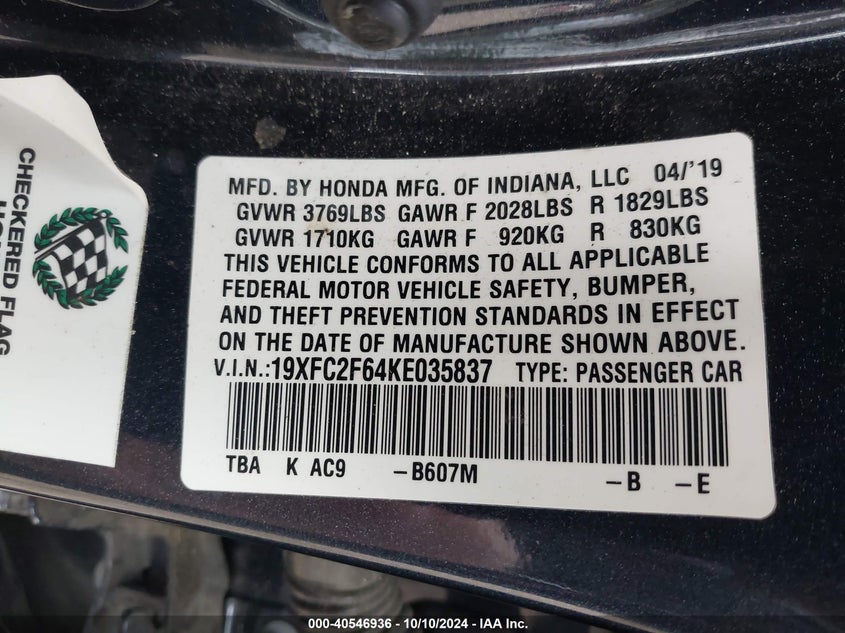 CHECKERED FLAG
MFD. BY HONDA MFG. OF INDIANA, LLC 04/'19
GVWR 3769LBS GAWR F 2028LBS R 1829LBS
GVWR 1710KG GAWR F 920KG R 830KG
THIS VEHICLE CONFORMS TO ALL APPLICABLE
FEDERAL MOTOR VEHICLE SAFETY, BUMPER,
AND THEFT PREVENTION STANDARDS IN EFFECT
ON THE DATE OF MANUFACTURE SHOWN ABOVE.
V.I.N.:19XFC2F64KE035837 TYPE: PASSENGER CAR
TBA K AC9 –B607M –B –E
000-40546936 - 10/10/2024 - IAA Inc.